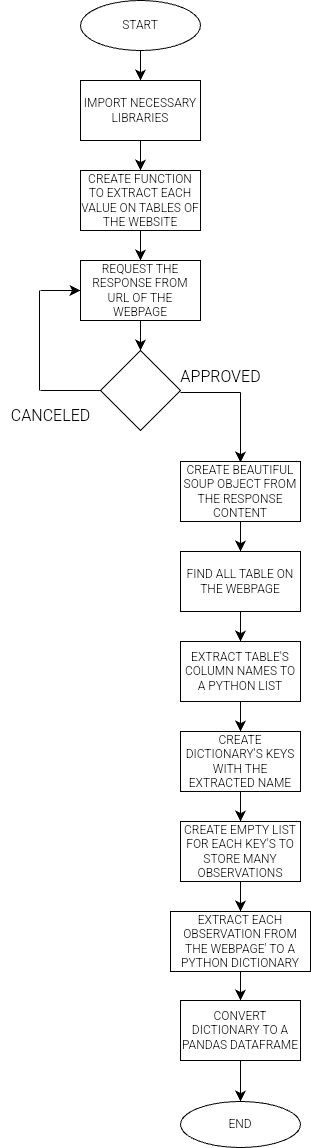 START
IMPORT NECESSARY
LIBRARIES
CREATE FUNCTION
TO EXTRACT EACH
VALUE ON TABLES OF
THE WEBSITE
REQUEST THE
RESPONSE FROM
URL OF THE
WEBPAGE
APPROVED
CANCELED
CREATE BEAUTIFUL
SOUP OBJECT FROM
THE RESPONSE
CONTENT
FIND ALL TABLE ON
THE WEBPAGE
EXTRACT TABLE'S
COLUMN NAMES TO
A PYTHON LIST
CREATE
DICTIONARY'S KEYS
WITH THE
EXTRACTED NAME
CREATE EMPTY LIST
FOR EACH KEY'S TO
STORE MANY
OBSERVATIONS
EXTRACT EACH
OBSERVATION FROM
THE WEBPAGE' TO A
PYTHON DICTIONARY
CONVERT
DICTIONARY TO A
PANDAS DATAFRAME
END